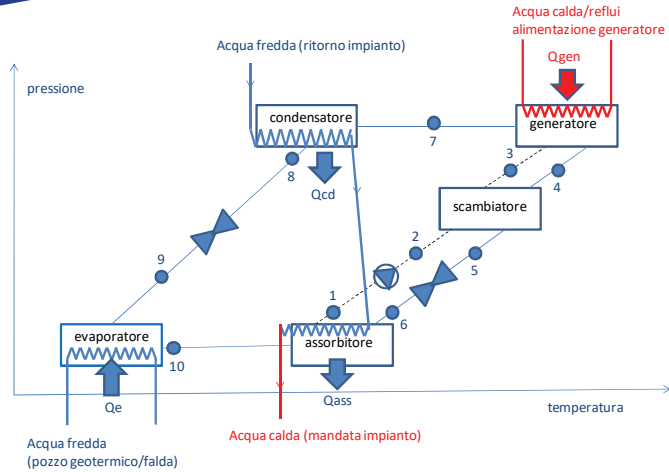 Acqua calda/reflui
alimentazione generatore
Qgen
Acqua fredda (ritorno impianto)
pressione
condensatore
generatore
7
3
4
8
Qcd
scambiatore
2
5
9
1
6
evaporatore
assorbitore
10
Qe
Qass
temperatura
Acqua calda (mandata impianto)
Acqua fredda
(pozzo geotermico/falda)